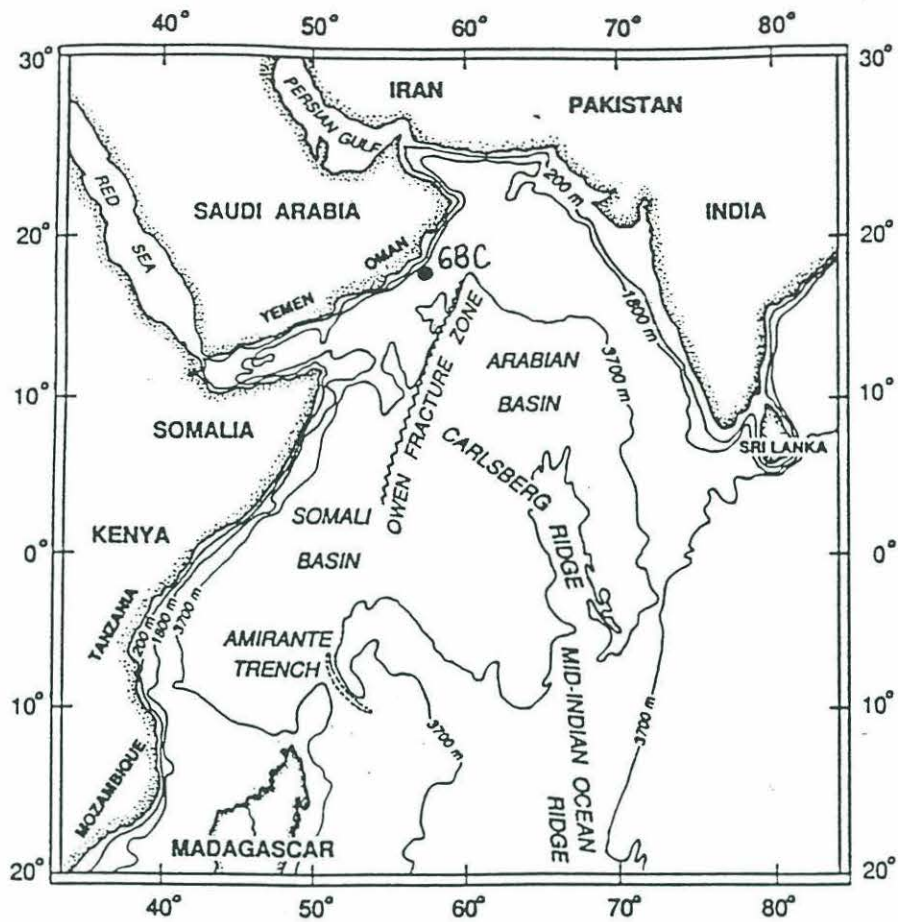 40° 50° 60° 70° 80°
30° 30°
IRAN
PAKISTAN
PERSIAN GULF
200 m
RED
SEA
SAUDI ARABIA
INDIA
20° 20°
OMAN
6BC
YEMEN
1800 m
3700 m
ARABIAN
BASIN
OWEN FRACTURE ZONE
10° 10°
SOMALIA
SRI LANKA
CARLSBERG
RIDGE
SOMALI
BASIN
KENYA
0° 0°
TANZANIA
200 m
1800 m
3700 m
AMIRANTE
TRENCH
MID-INDIAN OCEAN
RIDGE
10° 10°
3700 m
3700 m
MOZAMBIQUE
MADAGASCAR
20° 20°
40° 50° 60° 70° 80°